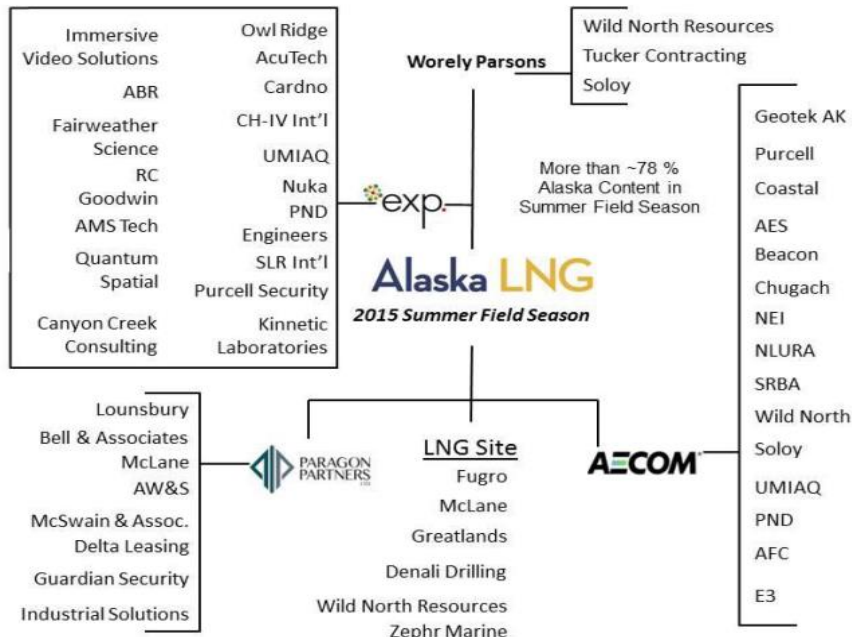 Immersive
Video Solutions
ABR
Fairweather
Science
RC
Goodwin
AMS Tech
Quantum
Spatial
Canyon Creek
Consulting
Owl Ridge
AcuTech
Cardno
CH-IV Int'l
UMIAQ
Nuka
PND
Engineers
SLR Int'l
Purcell Security
Kinnetic
Laboratories
exp.
Worely Parsons
Wild North Resources
Tucker Contracting
Soloy
More than ~78 %
Alaska Content in
Summer Field Season
Alaska LNG
2015 Summer Field Season
Lounsbury
Bell & Associates
McLane
AW&S
McSwain & Assoc.
Delta Leasing
Guardian Security
Industrial Solutions
PARAGON
PARTNERS
LTD
LNG Site
Fugro
McLane
Greatlands
Denali Drilling
Wild North Resources
Zephr Marine
AECOM
Geotek AK
Purcell
Coastal
AES
Beacon
Chugach
NEI
NLURA
SRBA
Wild North
Soloy
UMIAQ
PND
AFC
E3